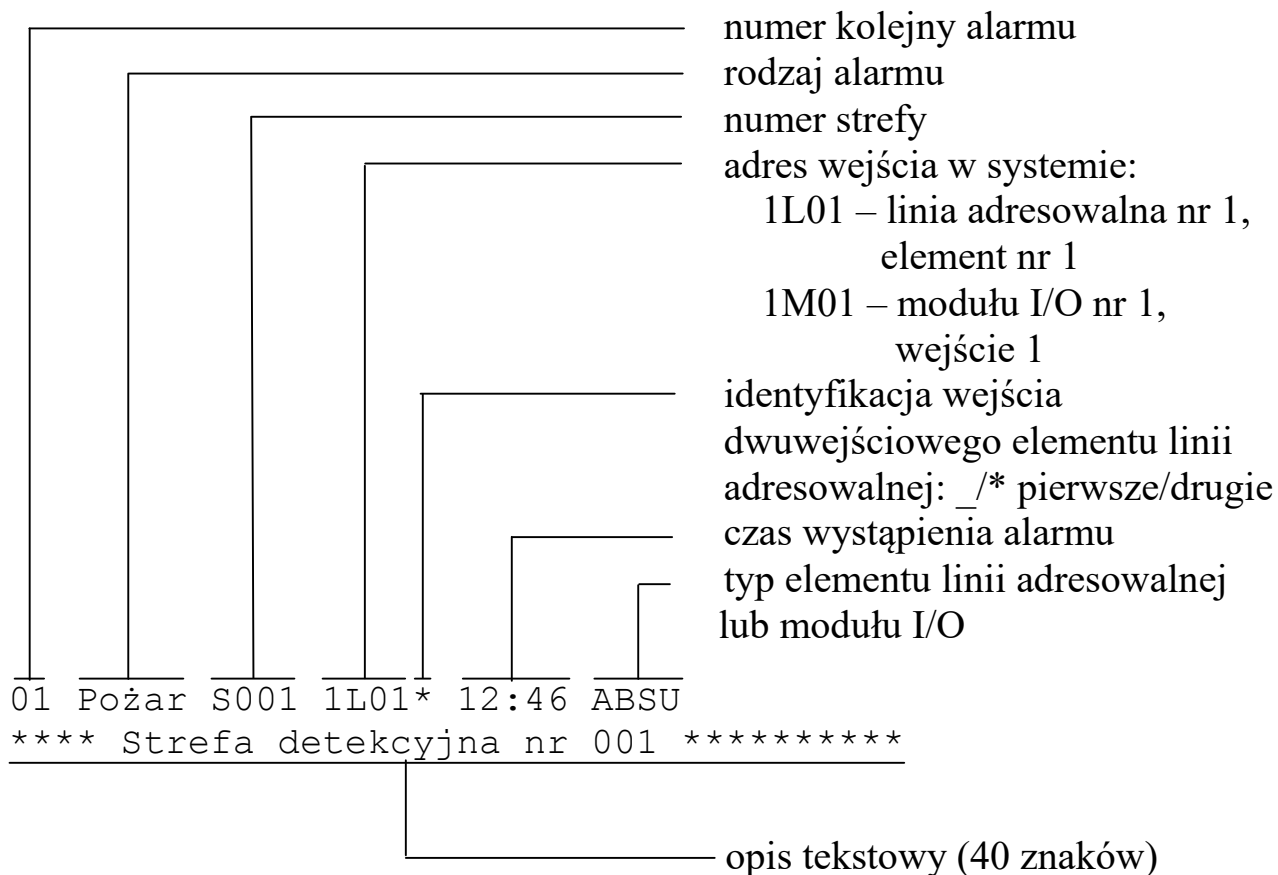 numer kolejny alarmu
rodzaj alarmu
numer strefy
adres wejścia w systemie:
1L01 – linia adresowalna nr 1,
element nr 1
1M01 – modułu I/O nr 1,
wejście 1
identyfikacja wejścia
dwuwejściowego elementu linii
adresowalnej: _/* pierwsze/drugie
czas wystąpienia alarmu
typ elementu linii adresowalnej
lub modułu I/O
01 Pożar S001 1L01* 12:46 ABSU
**** Strefa detekcyjna nr 001 **********
opis tekstowy (40 znaków)